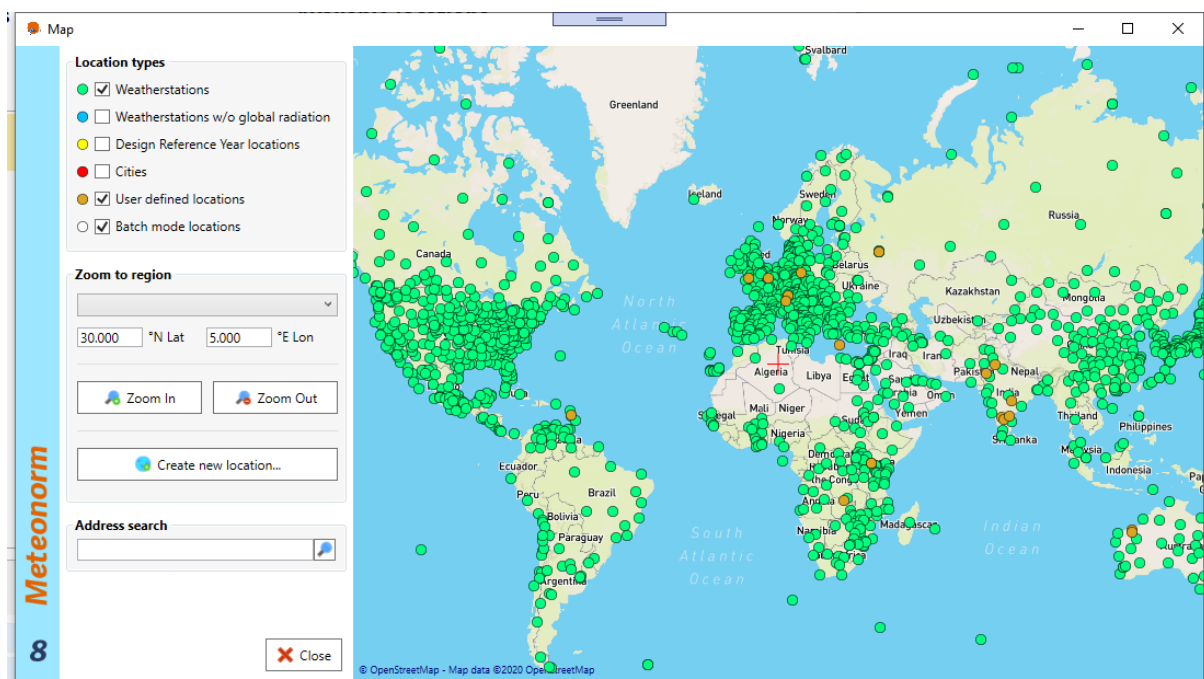 Map
Location types
Weatherstations
Weatherstations w/o global radiation
Design Reference Year locations
Cities
User defined locations
Batch mode locations
Zoom to region
30.000 °N Lat 5.000 °E Lon
Zoom In Zoom Out
Create new location...
Address search
Close
Meteonorm
8
Svalbard
Greenland
Iceland
Sweden
Norway
Russia
Canada
Belarus
Ukraine
Kazakhstan
Mongolia
North
Atlantic
Ocean
Uzbekist
Tunisia
Iraq Iran
Algeria Libya Egypt
Pakist Nepal
India
Oman
Mali Niger
Yemen
Thailand
Nigeria
Philippines
Sri Lanka
Malaysia
Ecuador
Indonesia
Peru
Brazil
Bolivia
Angola
Paraguay
Namibia
Madagascar
South
Atlantic
Ocean
Indian
Ocean
Argentina
© OpenStreetMap - Map data ©2020 OpenStreetMap